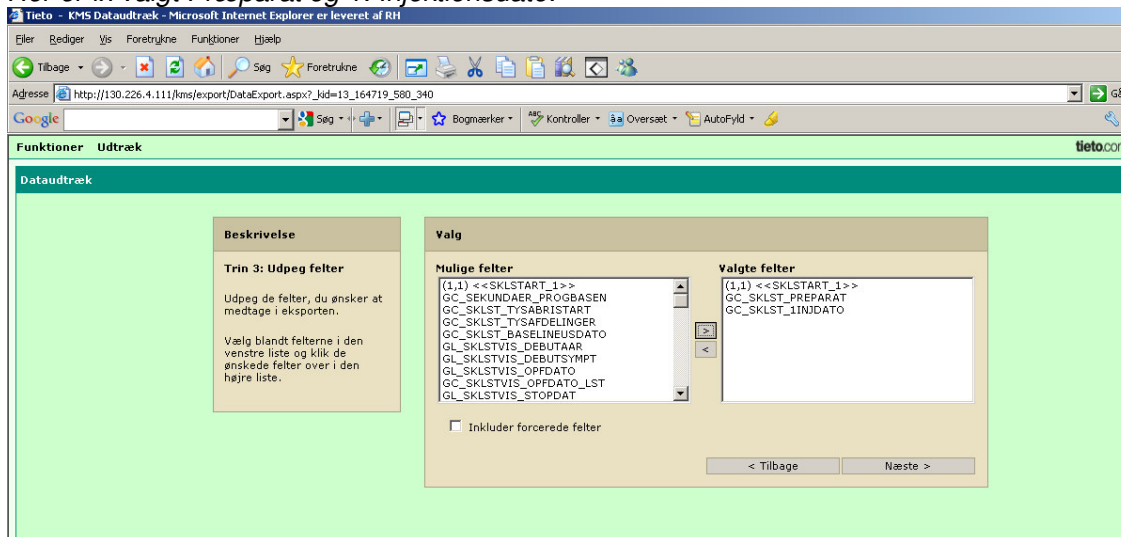 Tieto - KMS Dataudtræk - Microsoft Internet Explorer er leveret af RH
Filer Rediger Vis Foretrukne Funktioner Hjælp
Tilbage Søg Foretrukne
Adresse http://130.226.4.111/kms/export/DataExport.aspx?_kid=13_164719_580_340
Google Søg Bogmærker Kontroller Oversæt AutoFyld
Funktioner Udtræk tieto.com
Dataudtræk
Beskrivelse
Trin 3: Udpeg felter
Udpeg de felter, du ønsker at
medtage i eksporten.
Vælg blandt felterne i den
venstre liste og klik de
ønskede felter over i den
højre liste.
Valg
Mulige felter
(1,1) <<SKLSTART_1>>
GC_SEKUNDAER_PROGBASEN
GC_SKLST_TYSABRISTART
GC_SKLST_TYSAFDELINGER
GC_SKLST_BASELINEUSDATO
GL_SKLSTVIS_DEBUTAAR
GL_SKLSTVIS_DEBUTSYMPT
GL_SKLSTVIS_OPFDATO
GC_SKLSTVIS_OPFDATO_LST
GL_SKLSTVIS_STOPDAT
>
<
Valgte felter
(1,1) <<SKLSTART_1>>
GC_SKLST_PREPARAT
GC_SKLST_1INJDATO
Inkluder forcerede felter
< Tilbage Næste >